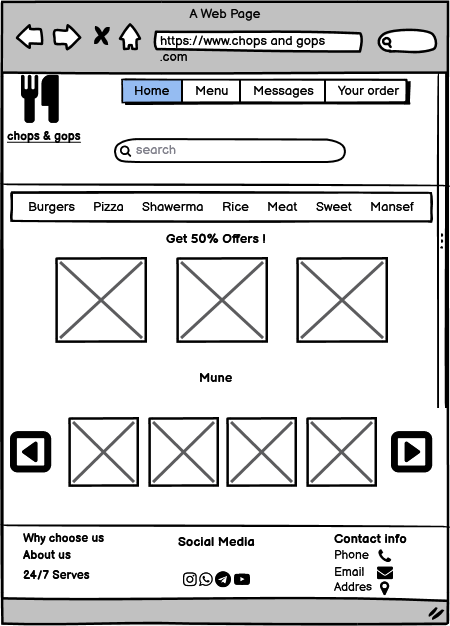 A Web Page
https://www.chops and gops
.com
chops & gops
Home Menu Messages Your order
search
Burgers Pizza Shawerma Rice Meat Sweet Mansef
Get 50% Offers !
Mune
Why choose us
About us
24/7 Serves
Social Media
Contact info
Phone
Email
Addres